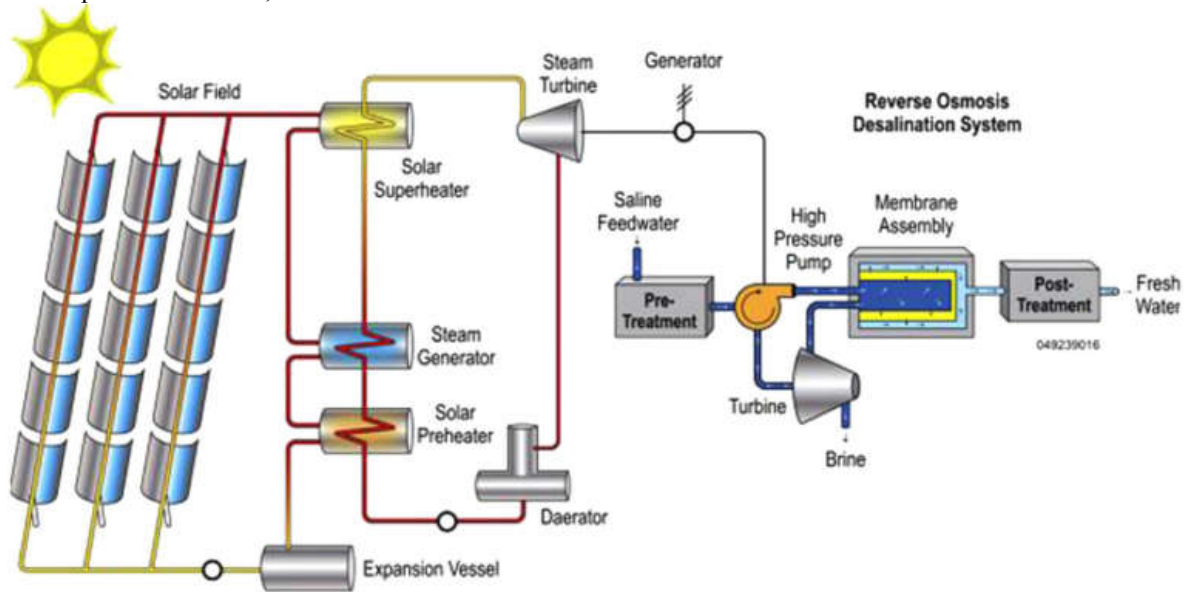 Solar Field
Solar
Superheater
Steam
Generator
Solar
Preheater
Expansion Vessel
Daerator
Steam
Turbine
Generator
Reverse Osmosis
Desalination System
Saline
Feedwater
Pre-
Treatment
High
Pressure
Pump
Membrane
Assembly
Post-
Treatment
Fresh
Water
049239016
Turbine
Brine